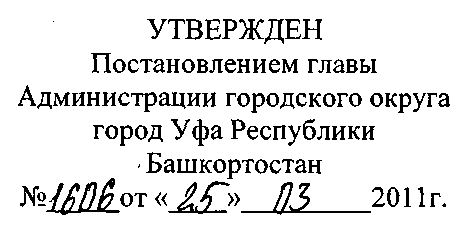 УТВЕРЖДЕН
Постановлением главы
Администрации городского округа
город Уфа Республики
Башкортостан
№1606 от «25» 03 2011г.